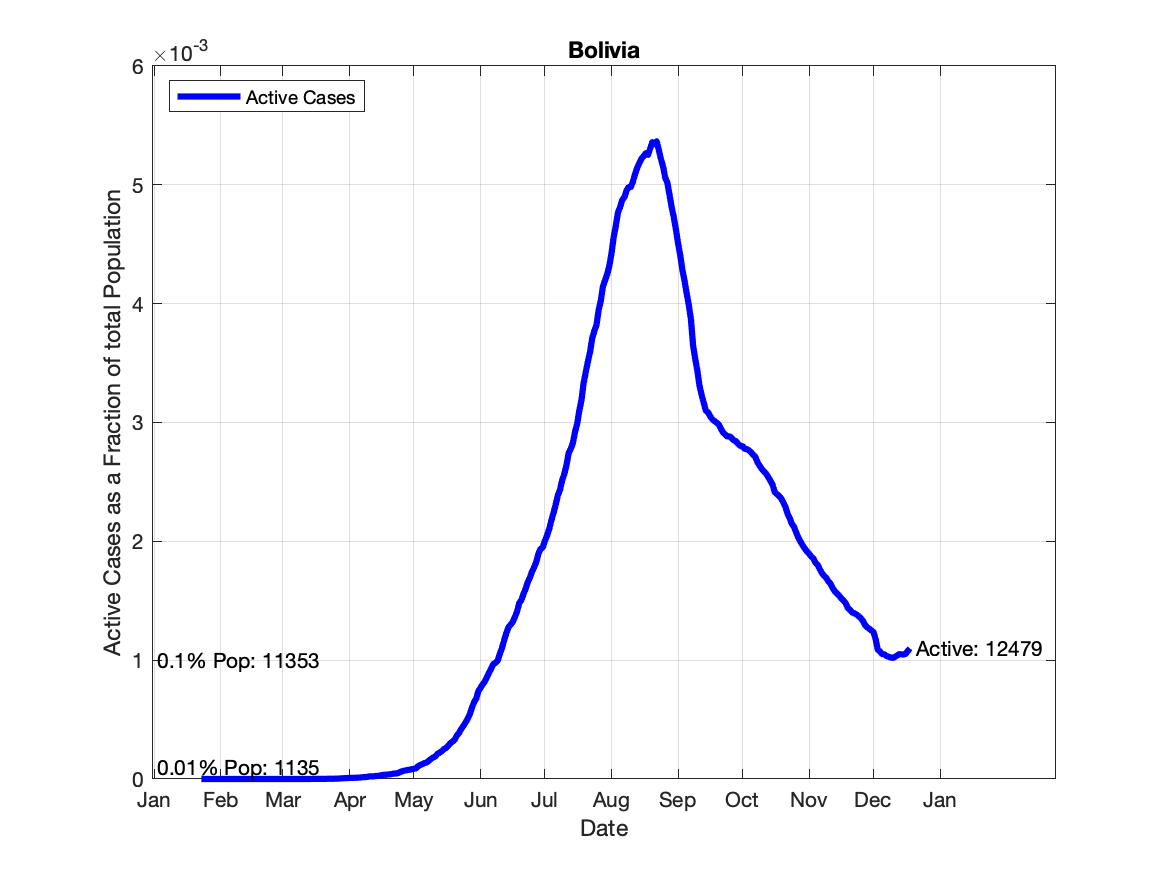 Bolivia
×10-3
Active Cases
6
5
4
3
2
1
0
Active Cases as a Fraction of total Population
0.1% Pop: 11353
0.01% Pop: 1135
Active: 12479
Jan Feb Mar Apr May Jun Jul Aug Sep Oct Nov Dec Jan
Date